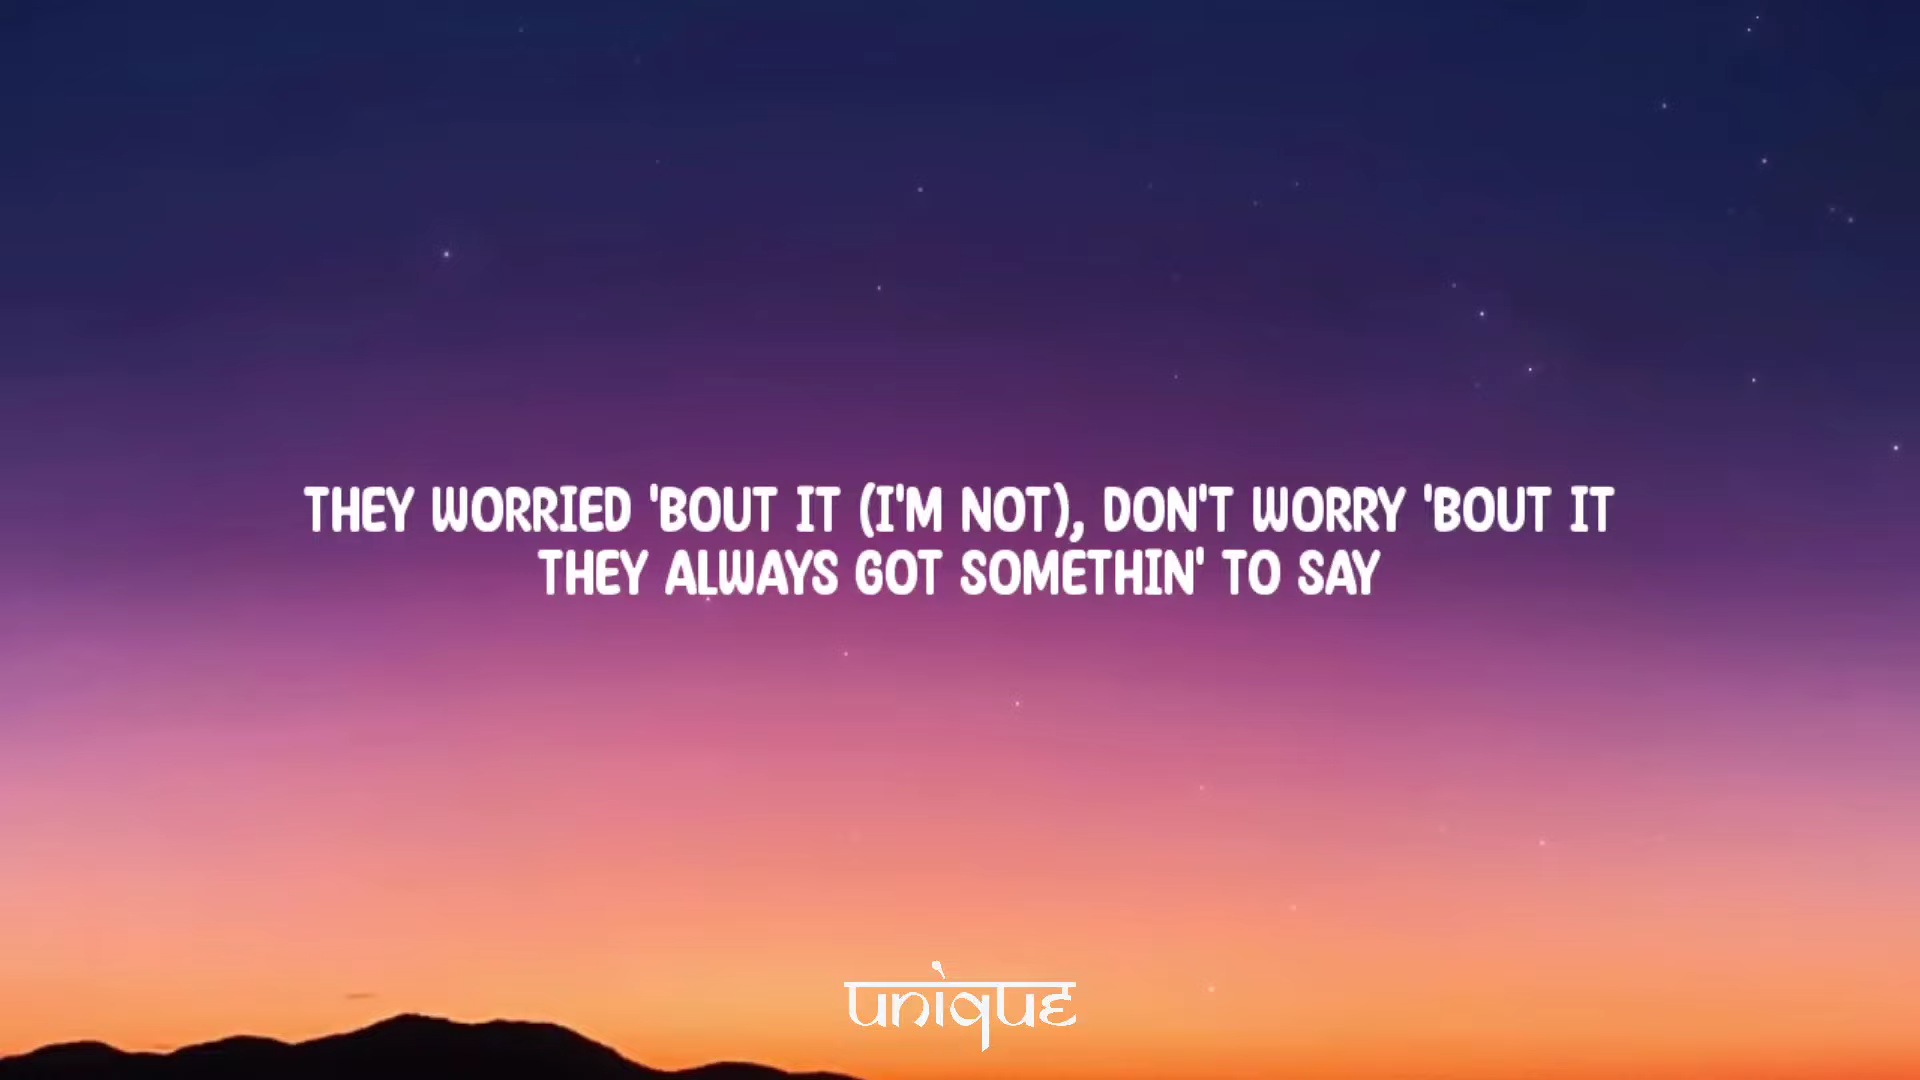 THEY WORRIED 'BOUT IT (I'M NOT), DON'T WORRY 'BOUT IT
THEY ALWAYS GOT SOMETHIN' TO SAY
unique